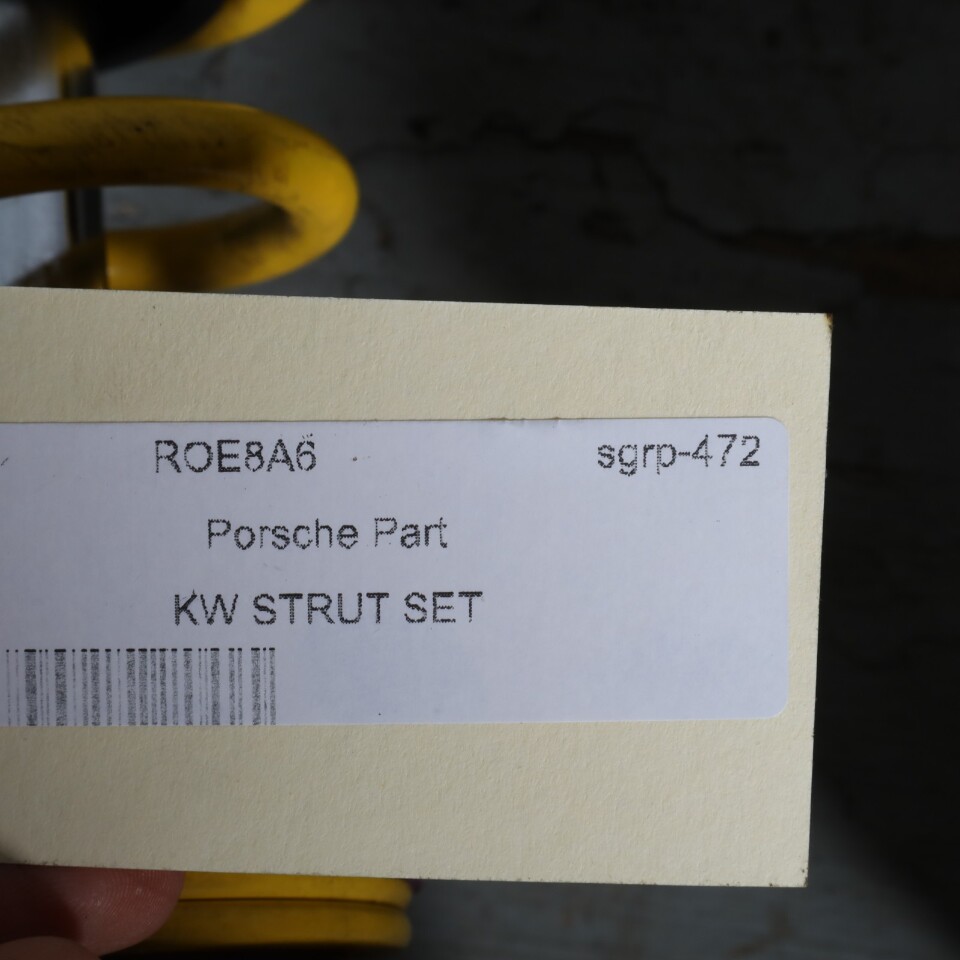 ROE8A6 sgrp-472
Porsche Part
KW STRUT SET